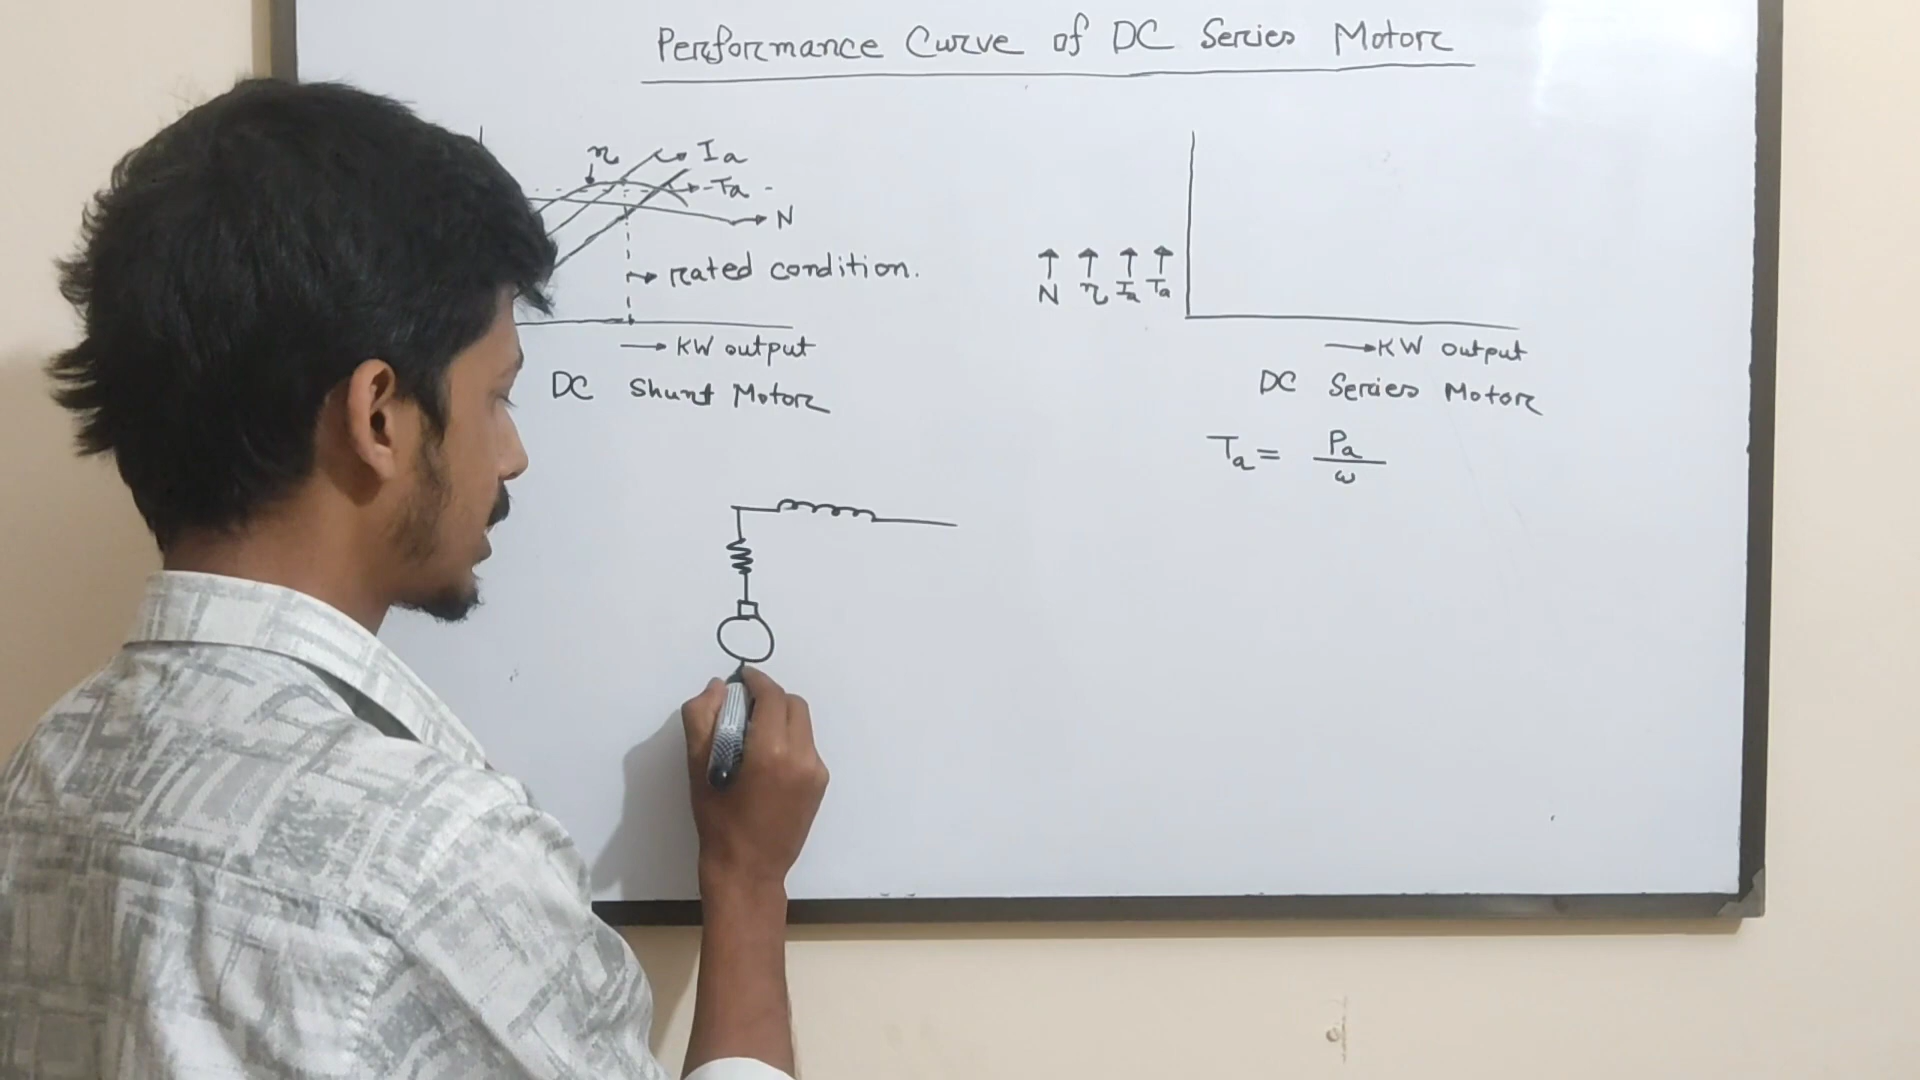 Performance Curve of DC Series Motor
η
Ia
Ta
N
rated condition.
KW output
DC Shunt Motor
N η Ia Ta
KW output
DC Series Motor
Ta = Pa / ω